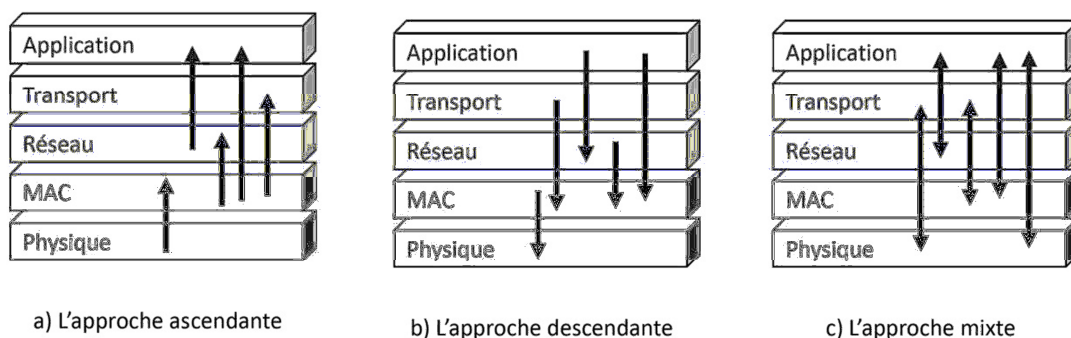 Application
Transport
Réseau
MAC
Physique
a) L'approche ascendante
Application
Transport
Réseau
MAC
Physique
b) L'approche descendante
Application
Transport
Réseau
MAC
Physique
c) L'approche mixte